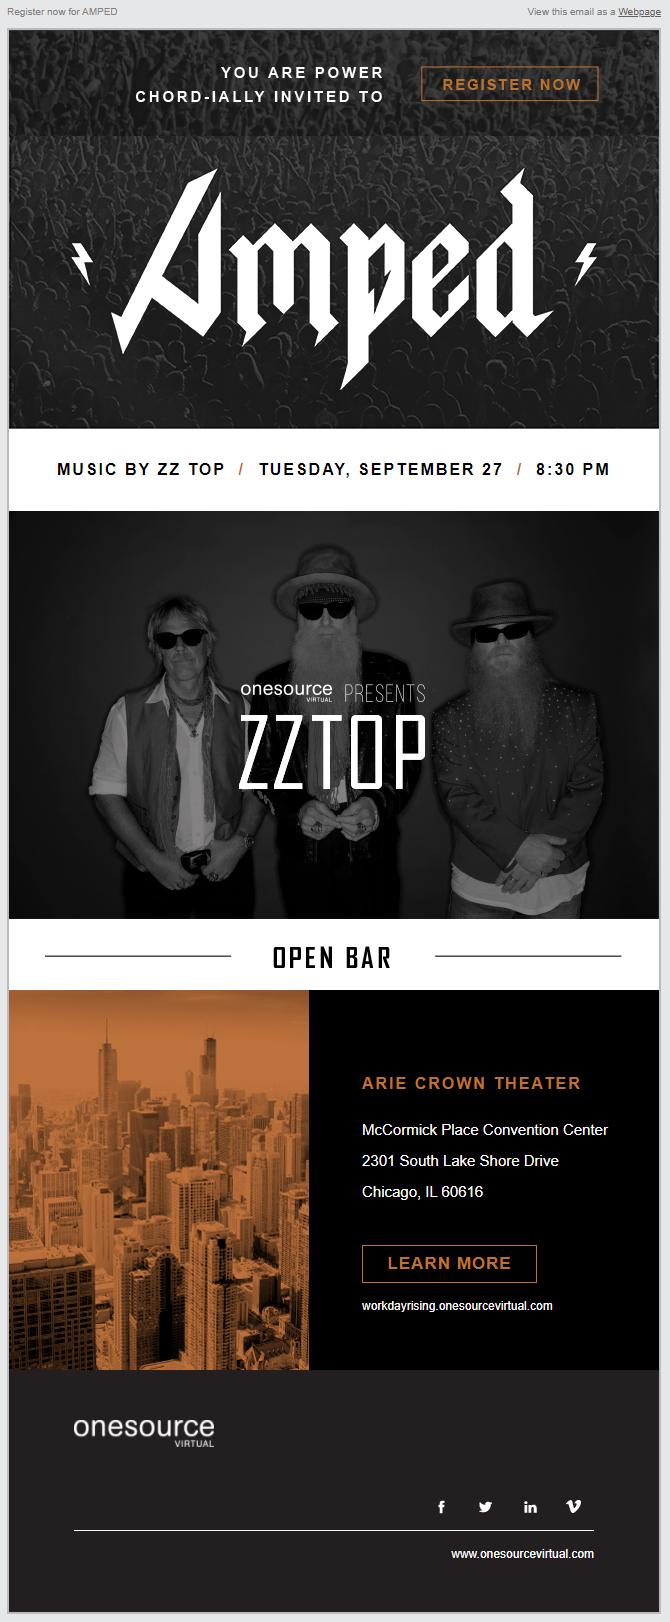 Register now for AMPED
View this email as a Webpage
YOU ARE POWER
CHORD-IALLY INVITED TO
REGISTER NOW
Amped
MUSIC BY ZZ TOP / TUESDAY, SEPTEMBER 27 / 8:30 PM
onesource VIRTUAL PRESENTS
ZZTOP
OPEN BAR
ARIE CROWN THEATER
McCormick Place Convention Center
2301 South Lake Shore Drive
Chicago, IL 60616
LEARN MORE
workdayrising.onesourcevirtual.com
onesource
VIRTUAL
www.onesourcevirtual.com